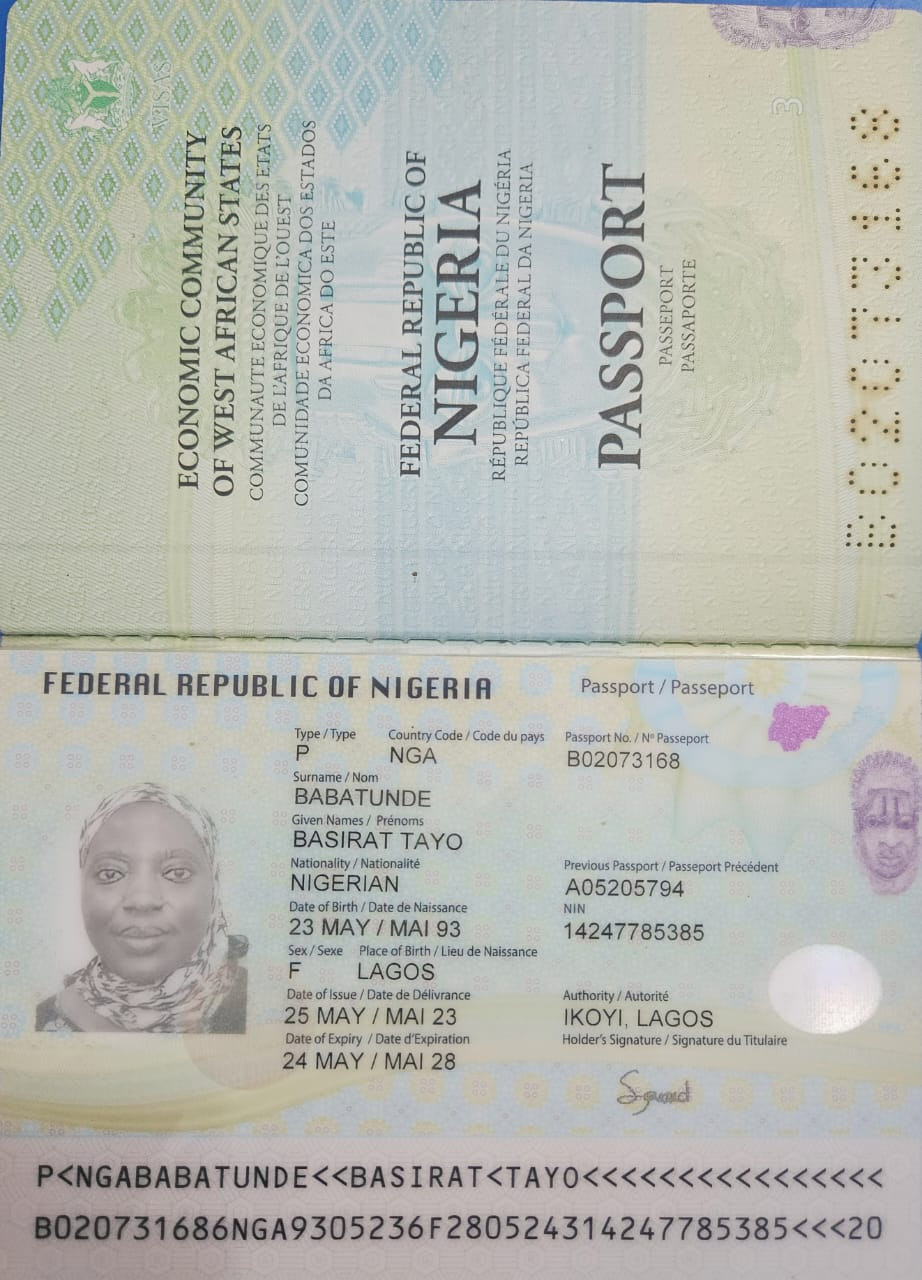 VISAS
ECONOMIC COMMUNITY
OF WEST AFRICAN STATES
COMMUNAUTE ECONOMIQUE DES ETATS
DE L'AFRIQUE DE L'OUEST
COMUNIDADE ECONOMICA DOS ESTADOS
DA AFRICA DO ESTE
FEDERAL REPUBLIC OF
NIGERIA
RÉPUBLIQUE FÉDÉRALE DU NIGÉRIA
REPÚBLICA FEDERAL DA NIGERIA
PASSPORT
PASSEPORT
PASSAPORTE
3
B02073168
FEDERAL REPUBLIC OF NIGERIA
Passport / Passeport
Type / Type Country Code / Code du pays Passport No. / Nº Passeport
P NGA B02073168
Surname / Nom
BABATUNDE
Given Names / Prénoms
BASIRAT TAYO
Nationality / Nationalité Previous Passport / Passeport Précédent
NIGERIAN A05205794
Date of Birth / Date de Naissance NIN
23 MAY / MAI 93 14247785385
Sex / Sexe Place of Birth / Lieu de Naissance
F LAGOS
Date of Issue / Date de Délivrance Authority / Autorité
25 MAY / MAI 23 IKOYI, LAGOS
Date of Expiry / Date d'Expiration Holder's Signature / Signature du Titulaire
24 MAY / MAI 28
P<NGABABATUNDE<<BASIRAT<TAYO<<<<<<<<<<<<<<<<
B020731686NGA9305236F280524314247785385<<<20